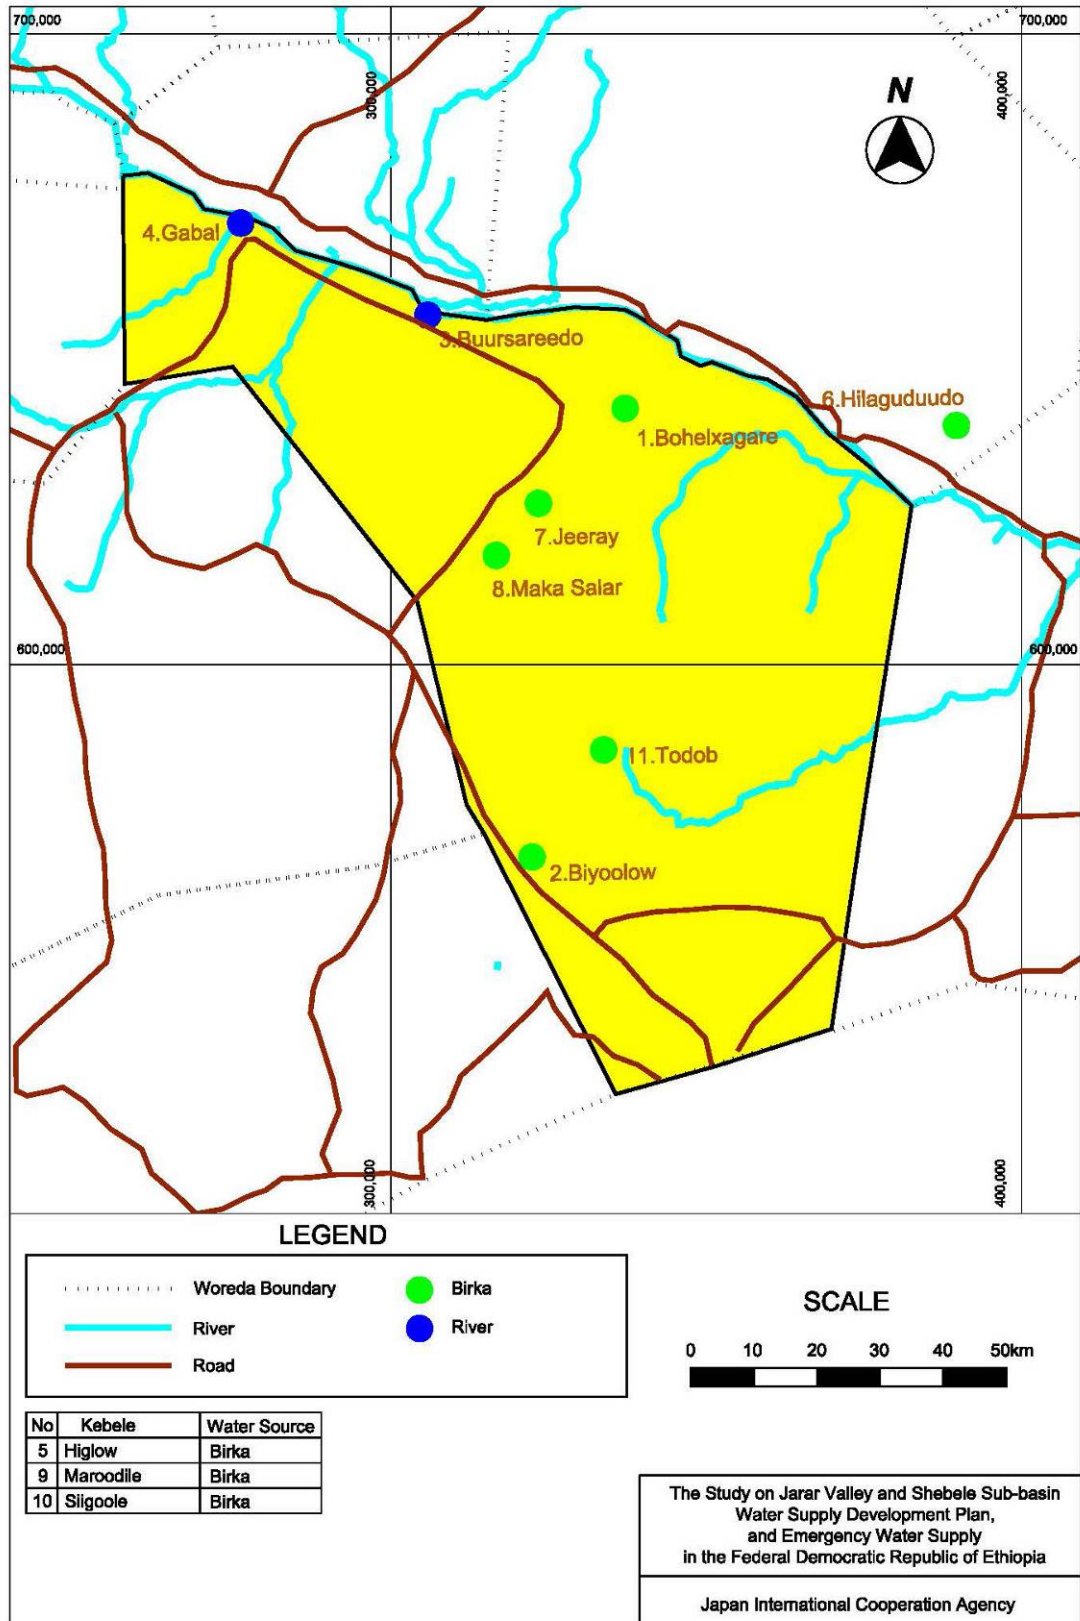 700,000
700,000
300,000
400,000
N
4.Gabal
3.Buursareedo
6.Hilaguduudo
1.Bohelxagare
7.Jeeray
8.Maka Salar
600,000
600,000
11.Todob
2.Biyoolow
300,000
400,000
LEGEND
Woreda Boundary
Birka
River
River
Road
SCALE
0 10 20 30 40 50km
No Kebele Water Source
5 Higlow Birka
9 Maroodile Birka
10 Siigoole Birka
The Study on Jarar Valley and Shebele Sub-basin
Water Supply Development Plan,
and Emergency Water Supply
in the Federal Democratic Republic of Ethiopia
Japan International Cooperation Agency